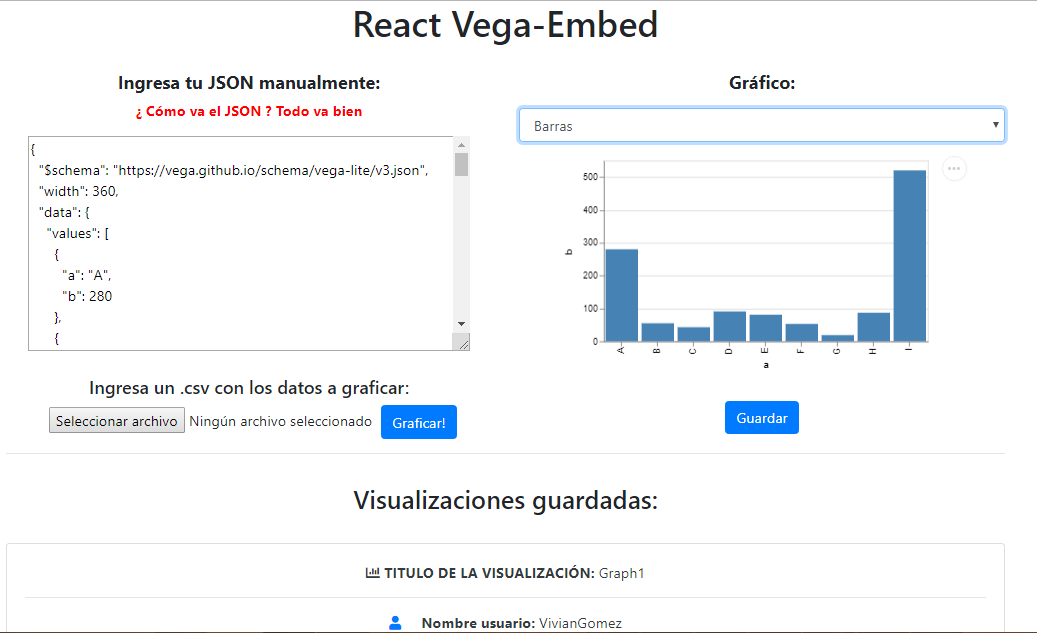 React Vega-Embed
Ingresa tu JSON manualmente:
¿ Cómo va el JSON ? Todo va bien
{
"$schema": "https://vega.github.io/schema/vega-lite/v3.json",
"width": 360,
"data": {
"values": [
{
"a": "A",
"b": 280
},
{
Ingresa un .csv con los datos a graficar:
Seleccionar archivo Ningún archivo seleccionado Graficar!
Gráfico:
Barras
500
400
300
200
100
0
b
A B C D E F G H I
a
Guardar
Visualizaciones guardadas:
TITULO DE LA VISUALIZACIÓN: Graph1
Nombre usuario: VivianGomez